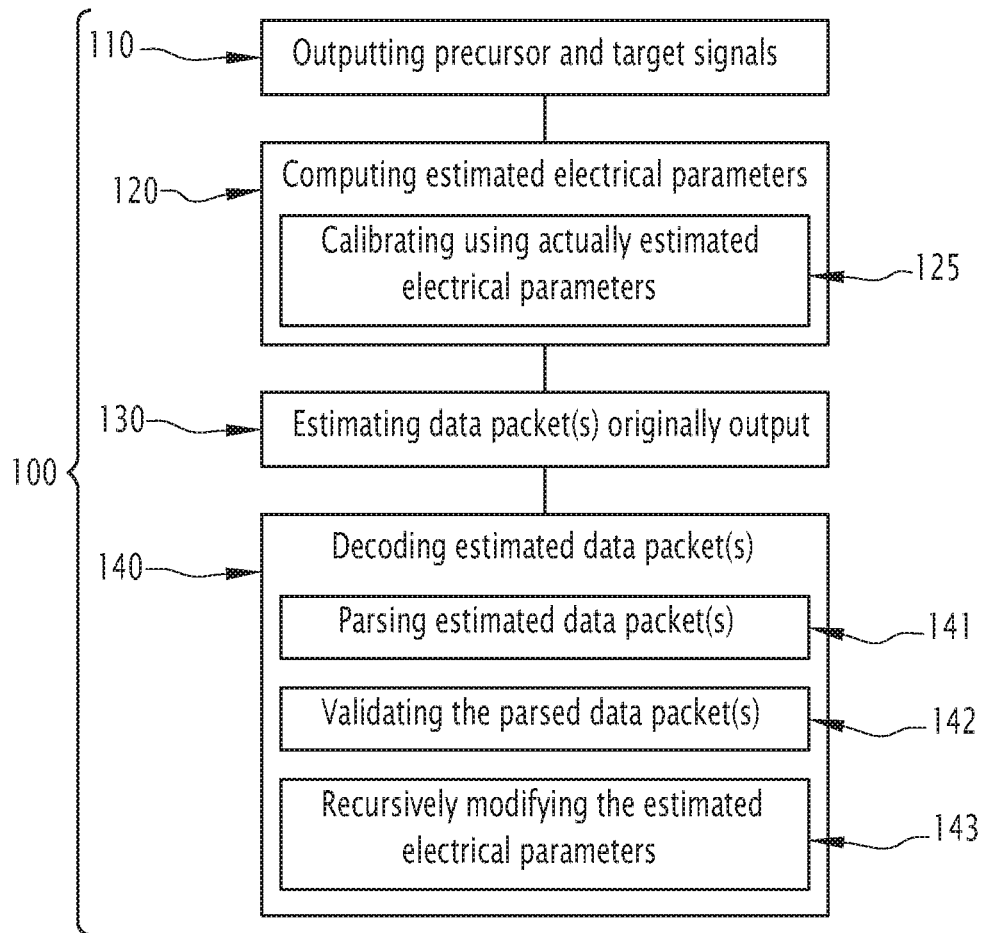 110
Outputting precursor and target signals
120
Computing estimated electrical parameters
Calibrating using actually estimated
electrical parameters
125
130
Estimating data packet(s) originally output
100
140
Decoding estimated data packet(s)
Parsing estimated data packet(s)
141
Validating the parsed data packet(s)
142
Recursively modifying the estimated
electrical parameters
143